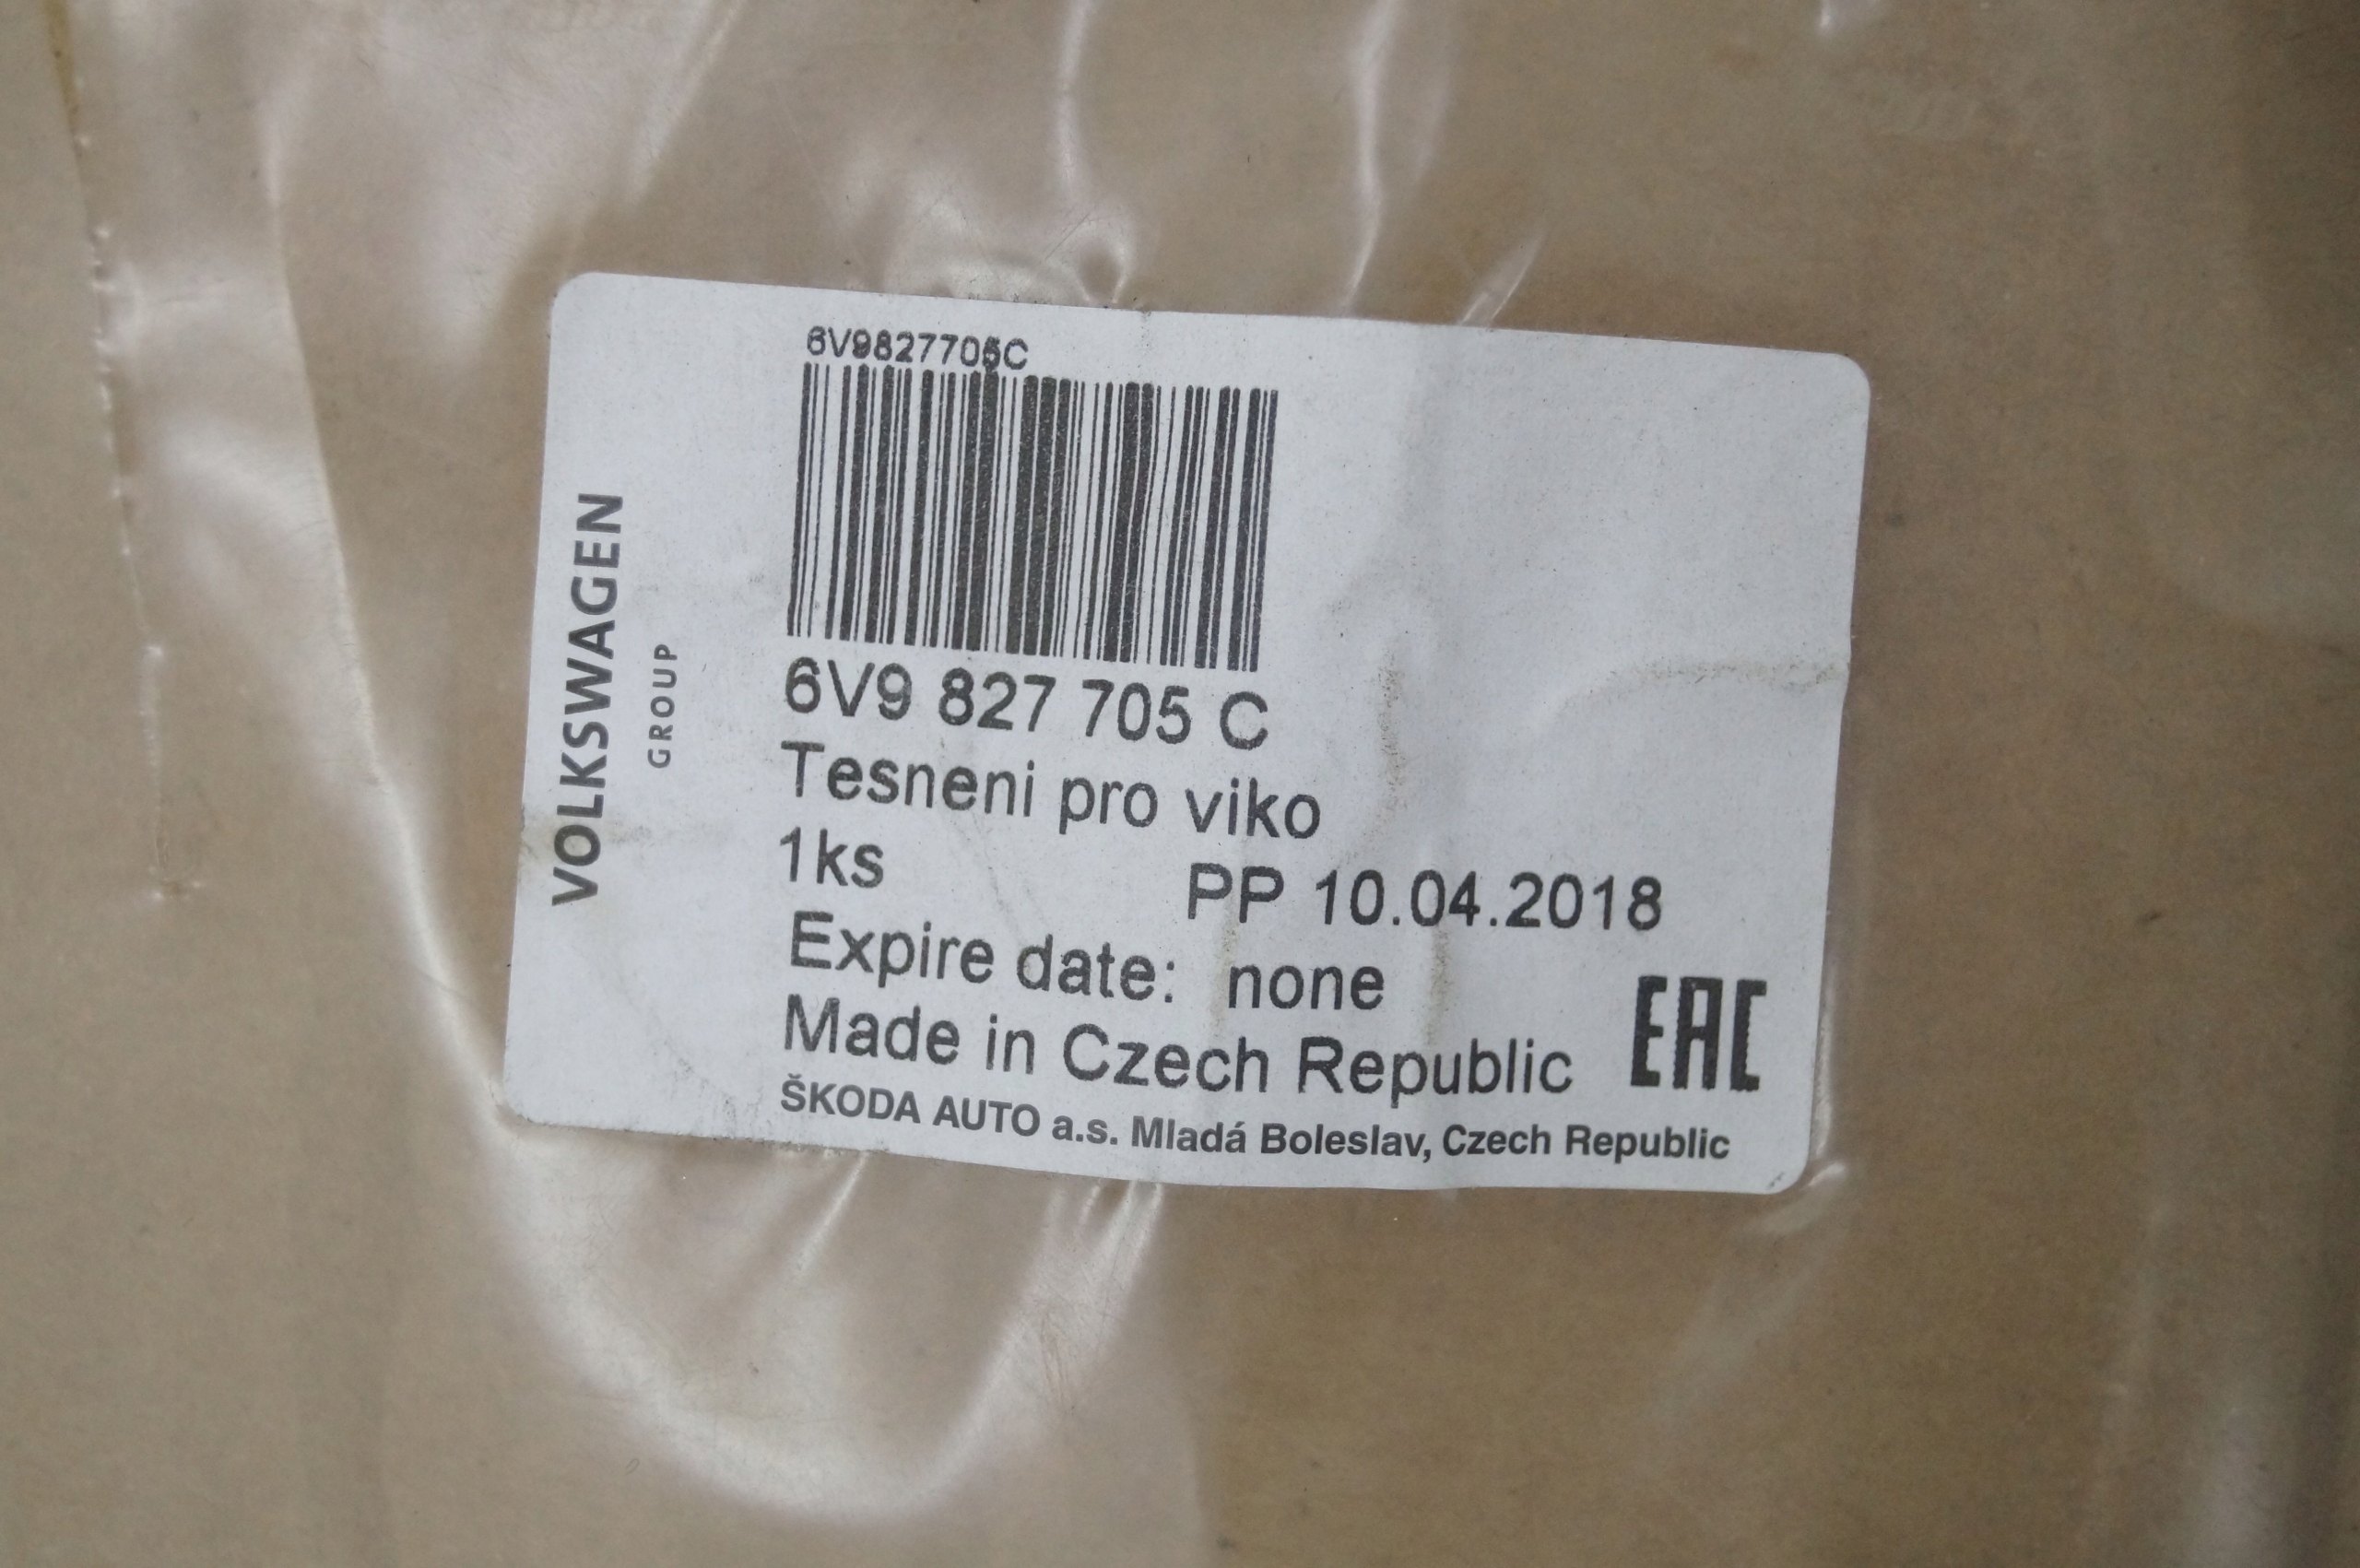 6V9827705C
VOLKSWAGEN
GROUP
6V9 827 705 C
Tesneni pro viko
1ks PP 10.04.2018
Expire date: none
Made in Czech Republic EAC
ŠKODA AUTO a.s. Mladá Boleslav, Czech Republic